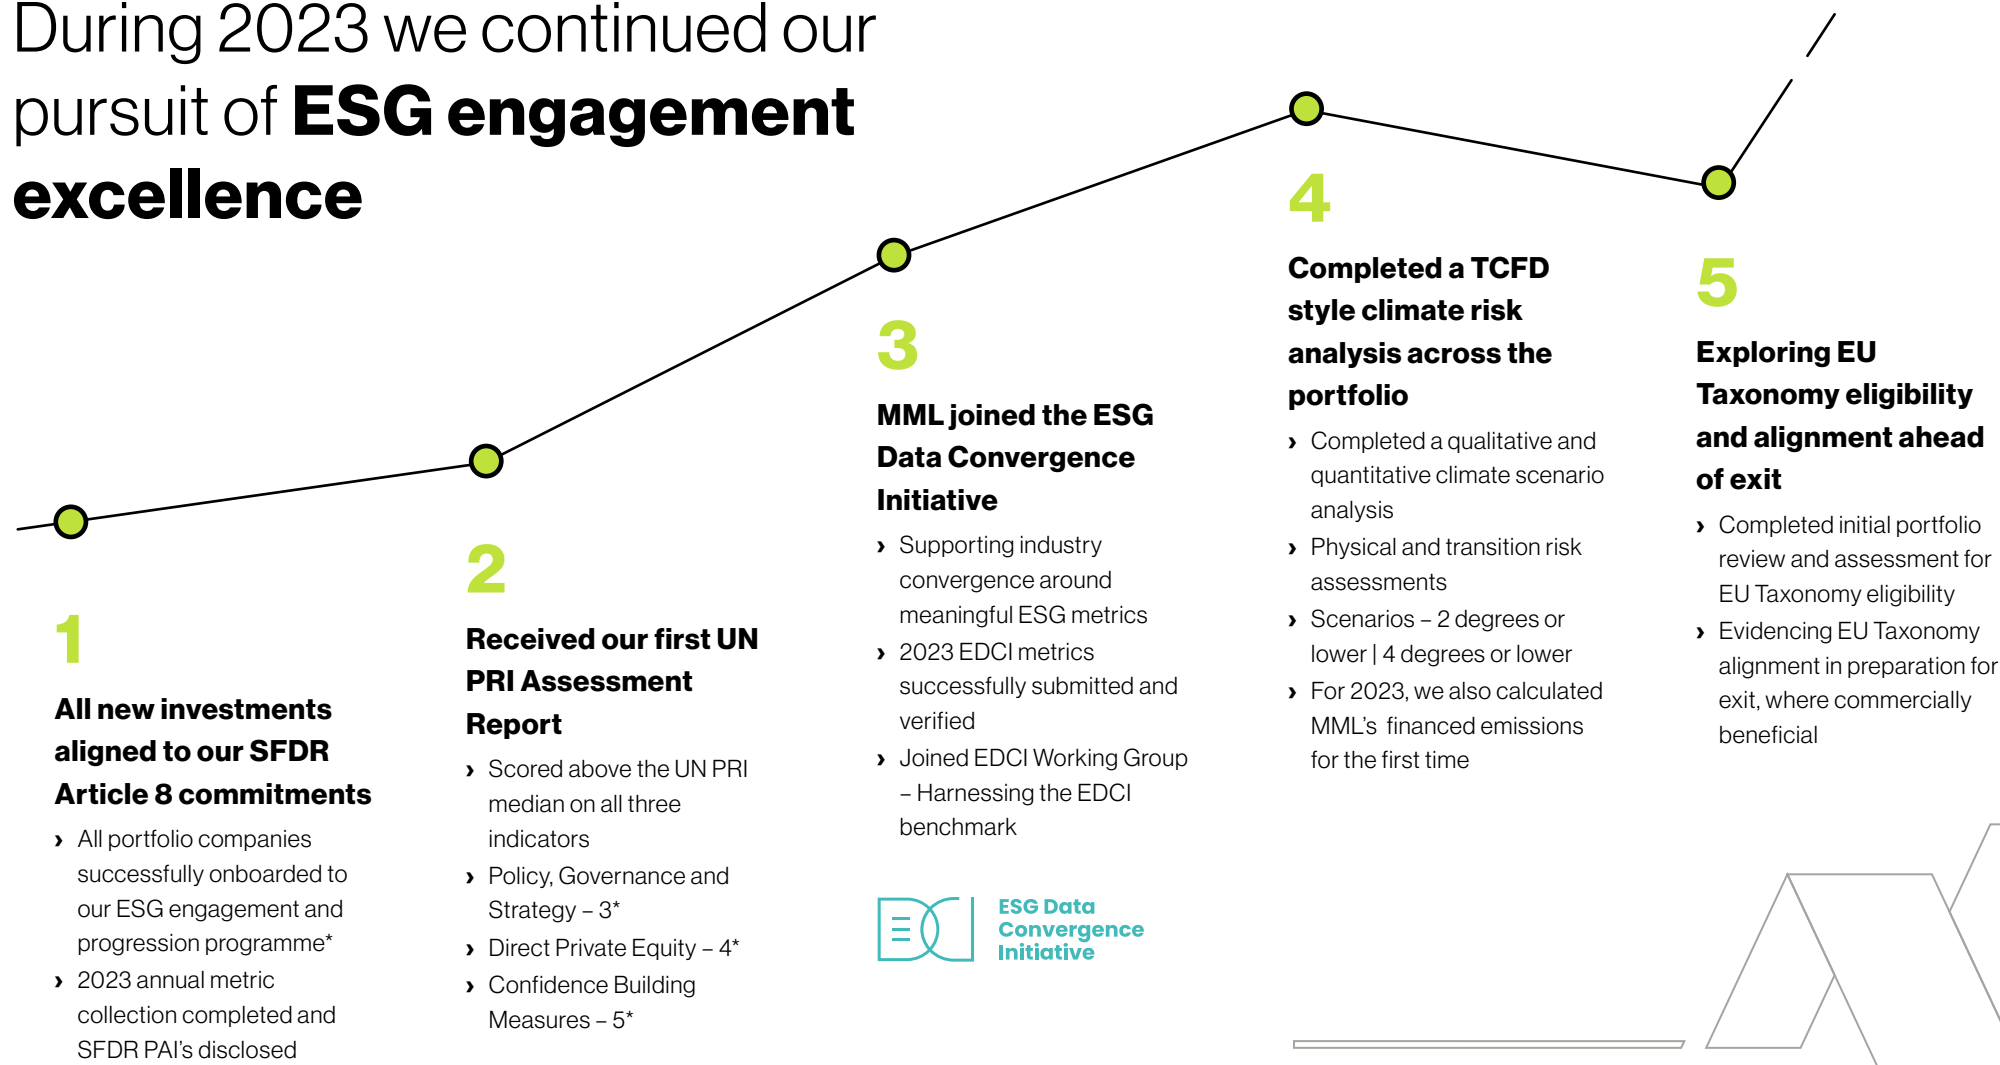 During 2023 we continued our
pursuit of ESG engagement
excellence
1
All new investments
aligned to our SFDR
Article 8 commitments
› All portfolio companies
successfully onboarded to
our ESG engagement and
progression programme*
› 2023 annual metric
collection completed and
SFDR PAI's disclosed
2
Received our first UN
PRI Assessment
Report
› Scored above the UN PRI
median on all three
indicators
› Policy, Governance and
Strategy – 3*
› Direct Private Equity – 4*
› Confidence Building
Measures – 5*
3
MML joined the ESG
Data Convergence
Initiative
› Supporting industry
convergence around
meaningful ESG metrics
› 2023 EDCI metrics
successfully submitted and
verified
› Joined EDCI Working Group
– Harnessing the EDCI
benchmark
ESG Data
Convergence
Initiative
4
Completed a TCFD
style climate risk
analysis across the
portfolio
› Completed a qualitative and
quantitative climate scenario
analysis
› Physical and transition risk
assessments
› Scenarios – 2 degrees or
lower | 4 degrees or lower
› For 2023, we also calculated
MML's financed emissions
for the first time
5
Exploring EU
Taxonomy eligibility
and alignment ahead
of exit
› Completed initial portfolio
review and assessment for
EU Taxonomy eligibility
› Evidencing EU Taxonomy
alignment in preparation for
exit, where commercially
beneficial